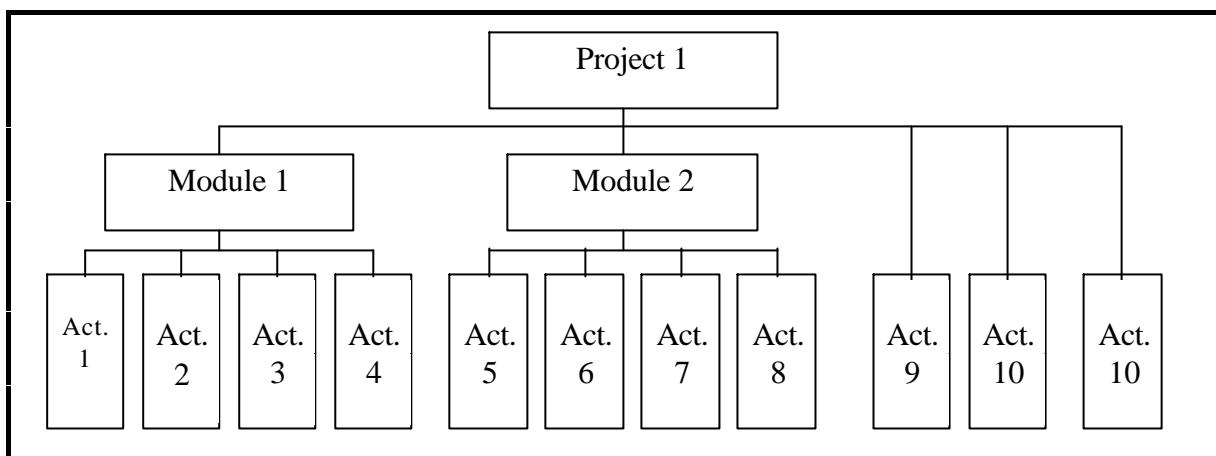 Project 1
Module 1
Module 2
Act.
1
Act.
2
Act.
3
Act.
4
Act.
5
Act.
6
Act.
7
Act.
8
Act.
9
Act.
10
Act.
10